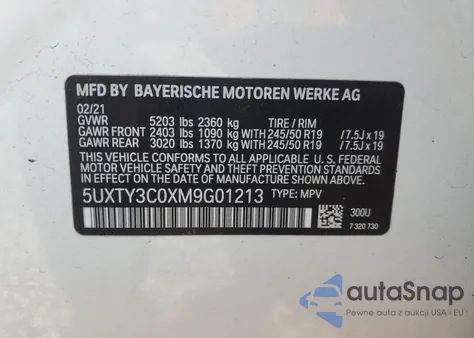 MFD BY BAYERISCHE MOTOREN WERKE AG
02/21
GVWR 5203 lbs 2360 kg TIRE / RIM
GAWR FRONT 2403 lbs 1090 kg WITH 245/50 R19 /7.5J x 19
GAWR REAR 3020 lbs 1370 kg WITH 245/50 R19 /7.5J x 19
THIS VEHICLE CONFORMS TO ALL APPLICABLE U.S. FEDERAL
MOTOR VEHICLE SAFETY AND THEFT PREVENTION STANDARDS
IN EFFECT ON THE DATE OF MANUFACTURE SHOWN ABOVE.
5UXTY3C0XM9G01213 TYPE: MPV
300U
7 320 730
autaSnap
Pewne auta z aukcji USA - EU